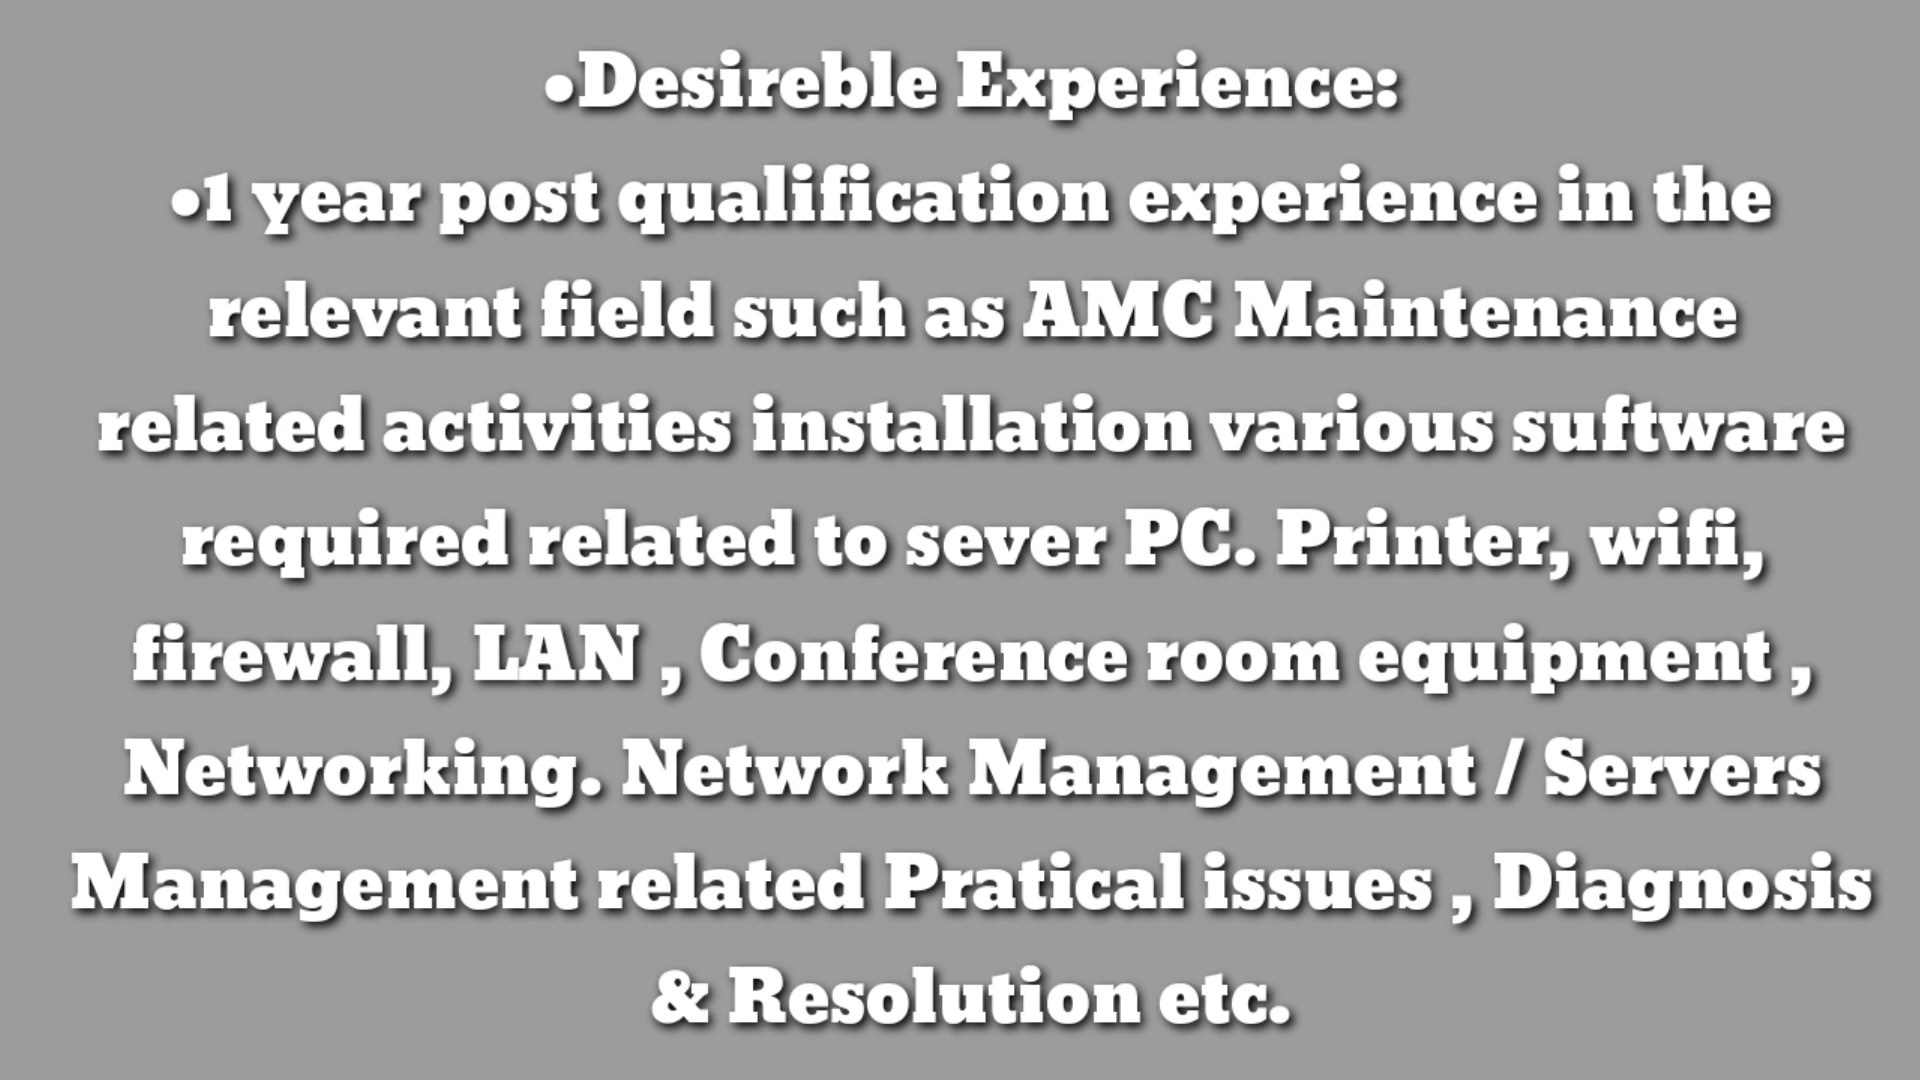 •Desireble Experience:
•1 year post qualification experience in the
relevant field such as AMC Maintenance
related activities installation various suftware
required related to sever PC. Printer, wifi,
firewall, LAN , Conference room equipment ,
Networking. Network Management / Servers
Management related Pratical issues , Diagnosis
& Resolution etc.